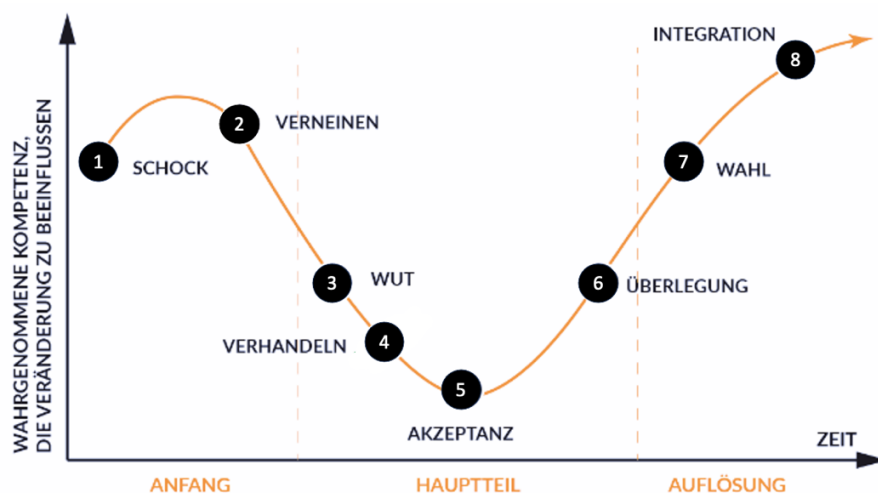 WAHRGENOMMENE KOMPETENZ,
DIE VERÄNDERUNG ZU BEEINFLUSSEN
1
SCHOCK
2
VERNEINEN
3
WUT
4
VERHANDELN
5
AKZEPTANZ
6
ÜBERLEGUNG
7
WAHL
8
INTEGRATION
ZEIT
ANFANG
HAUPTTEIL
AUFLÖSUNG